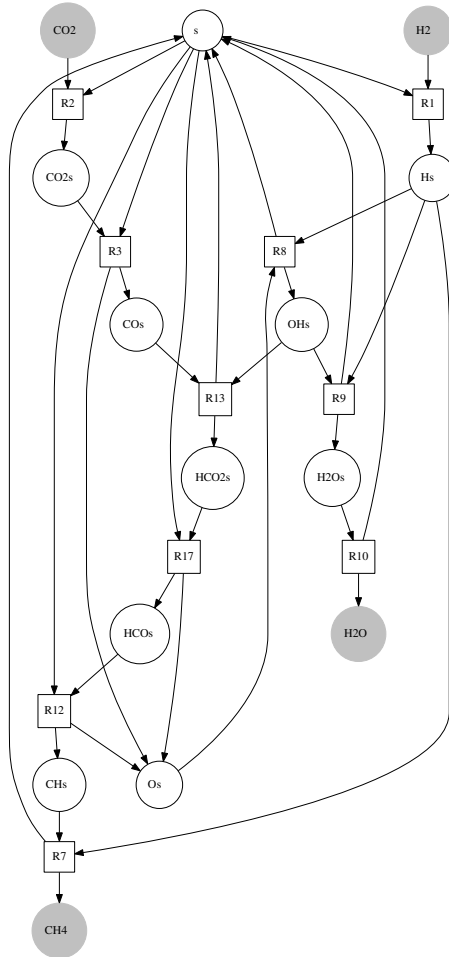 CO2
s
H2
R2
R1
CO2s
Hs
R3
R8
COs
OHs
R13
R9
HCO2s
H2Os
R17
R10
HCOs
H2O
R12
CHs
Os
R7
CH4